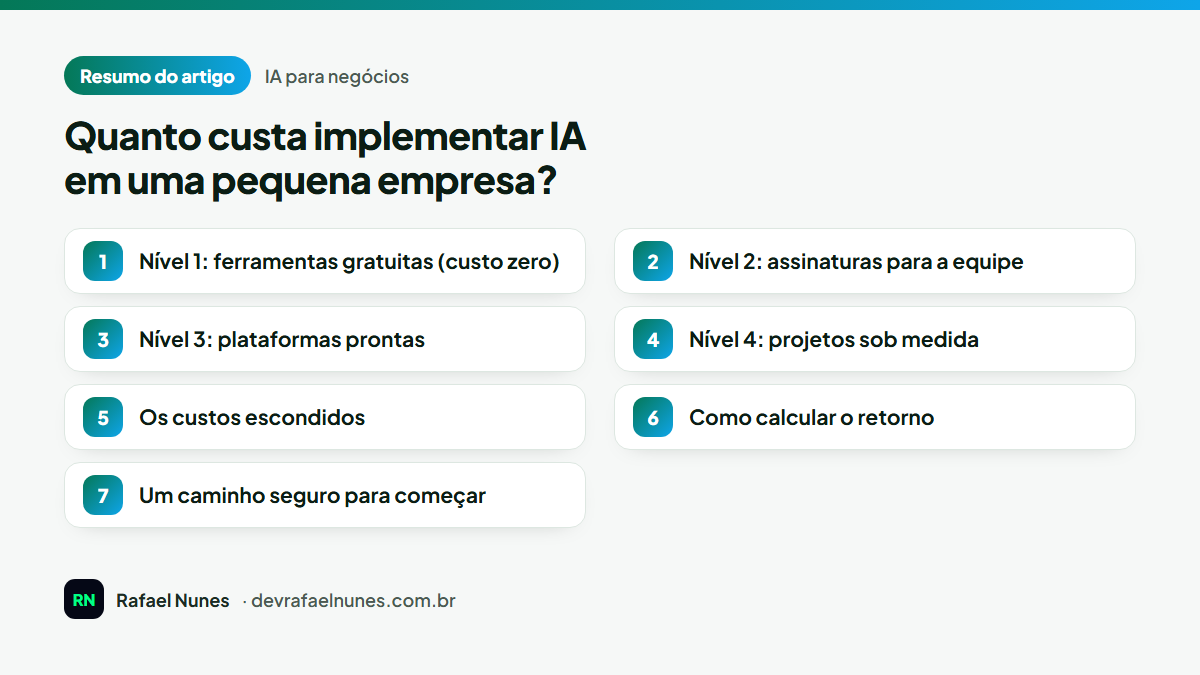 Resumo do artigo
IA para negócios
Quanto custa implementar IA
em uma pequena empresa?
1
Nível 1: ferramentas gratuitas (custo zero)
2
Nível 2: assinaturas para a equipe
3
Nível 3: plataformas prontas
4
Nível 4: projetos sob medida
5
Os custos escondidos
6
Como calcular o retorno
7
Um caminho seguro para começar
RN
Rafael Nunes · devrafaelnunes.com.br